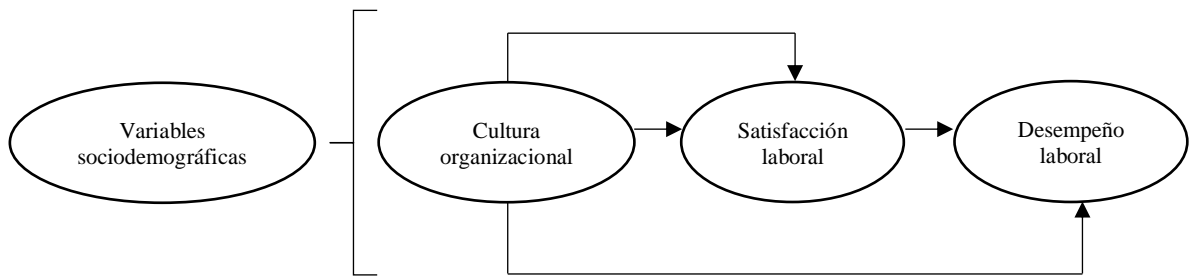 Variables
sociodemográficas
Cultura
organizacional
Satisfacción
laboral
Desempeño
laboral